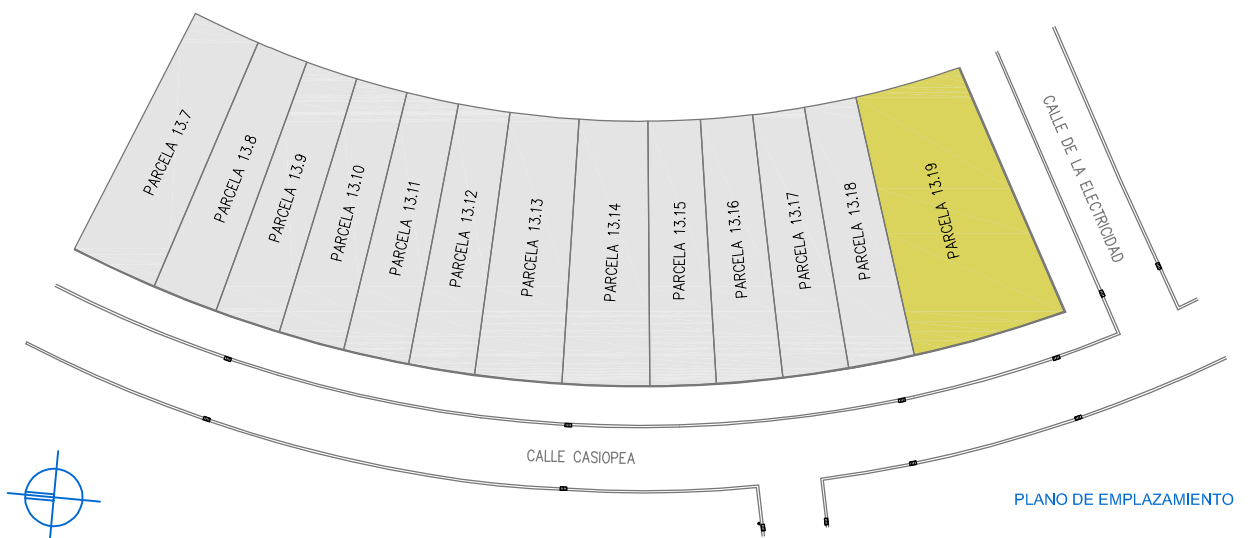 PARCELA 13.7
PARCELA 13.8
PARCELA 13.9
PARCELA 13.10
PARCELA 13.11
PARCELA 13.12
PARCELA 13.13
PARCELA 13.14
PARCELA 13.15
PARCELA 13.16
PARCELA 13.17
PARCELA 13.18
PARCELA 13.19
CALLE DE LA ELECTRICIDAD
CALLE CASIOPEA
PLANO DE EMPLAZAMIENTO